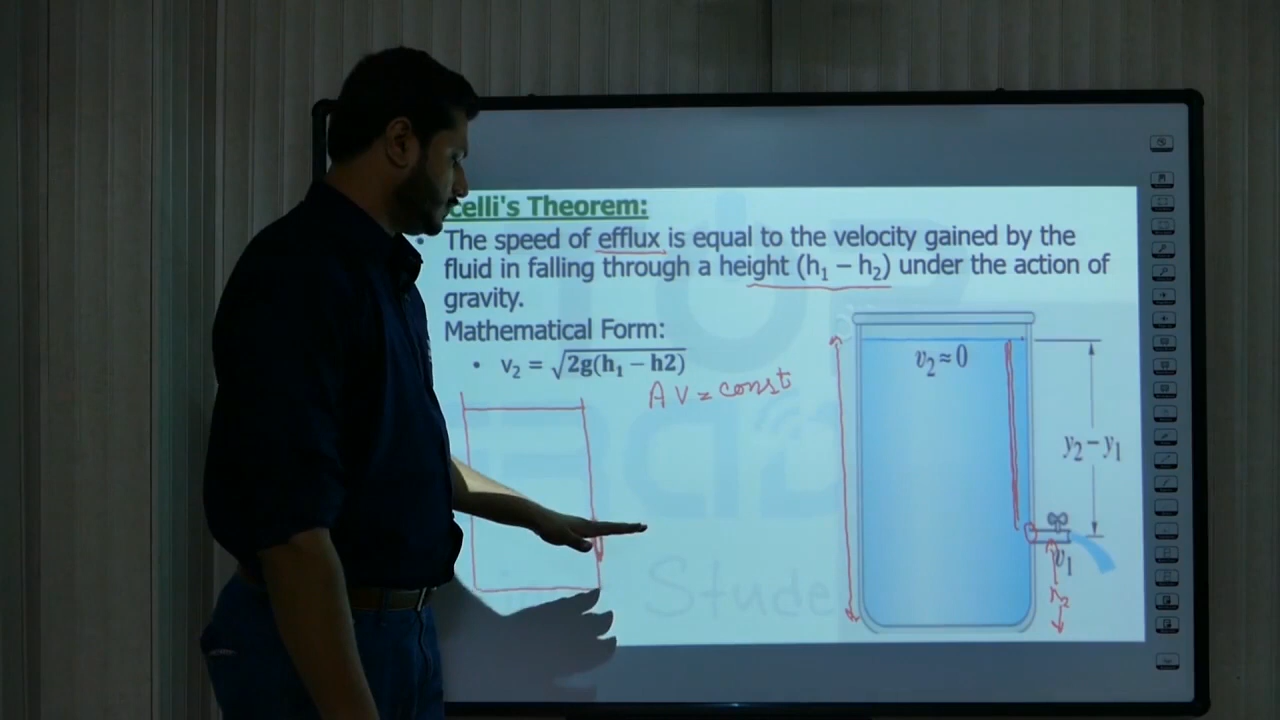 celli's Theorem:
• The speed of efflux is equal to the velocity gained by the
fluid in falling through a height (h₁ – h₂) under the action of
gravity.
Mathematical Form:
• v₂ = √2g(h₁ – h2)
AV = const
v₂ ≈ 0
y₂ – y₁
v₁
h₂
Stude